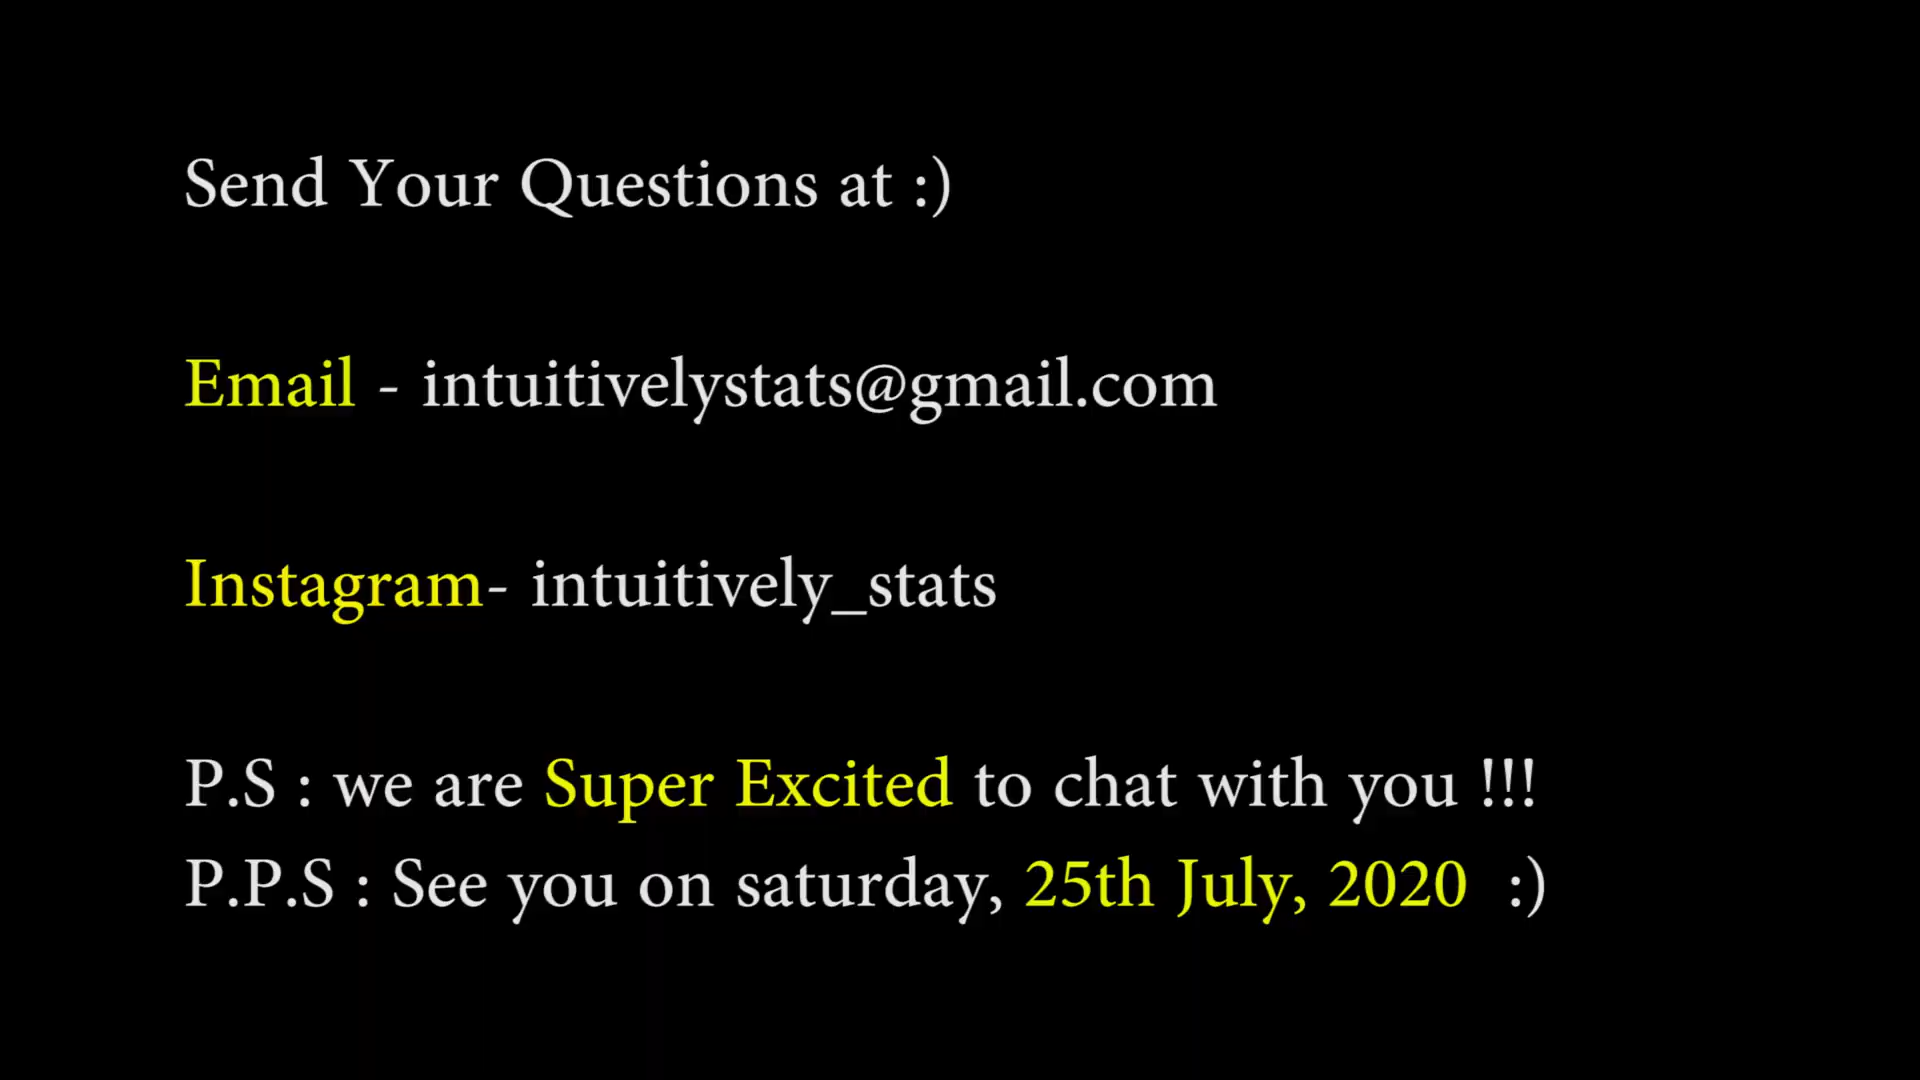 Send Your Questions at :)
Email - intuitivelystats@gmail.com
Instagram- intuitively_stats
P.S : we are Super Excited to chat with you !!!
P.P.S : See you on saturday, 25th July, 2020 :)